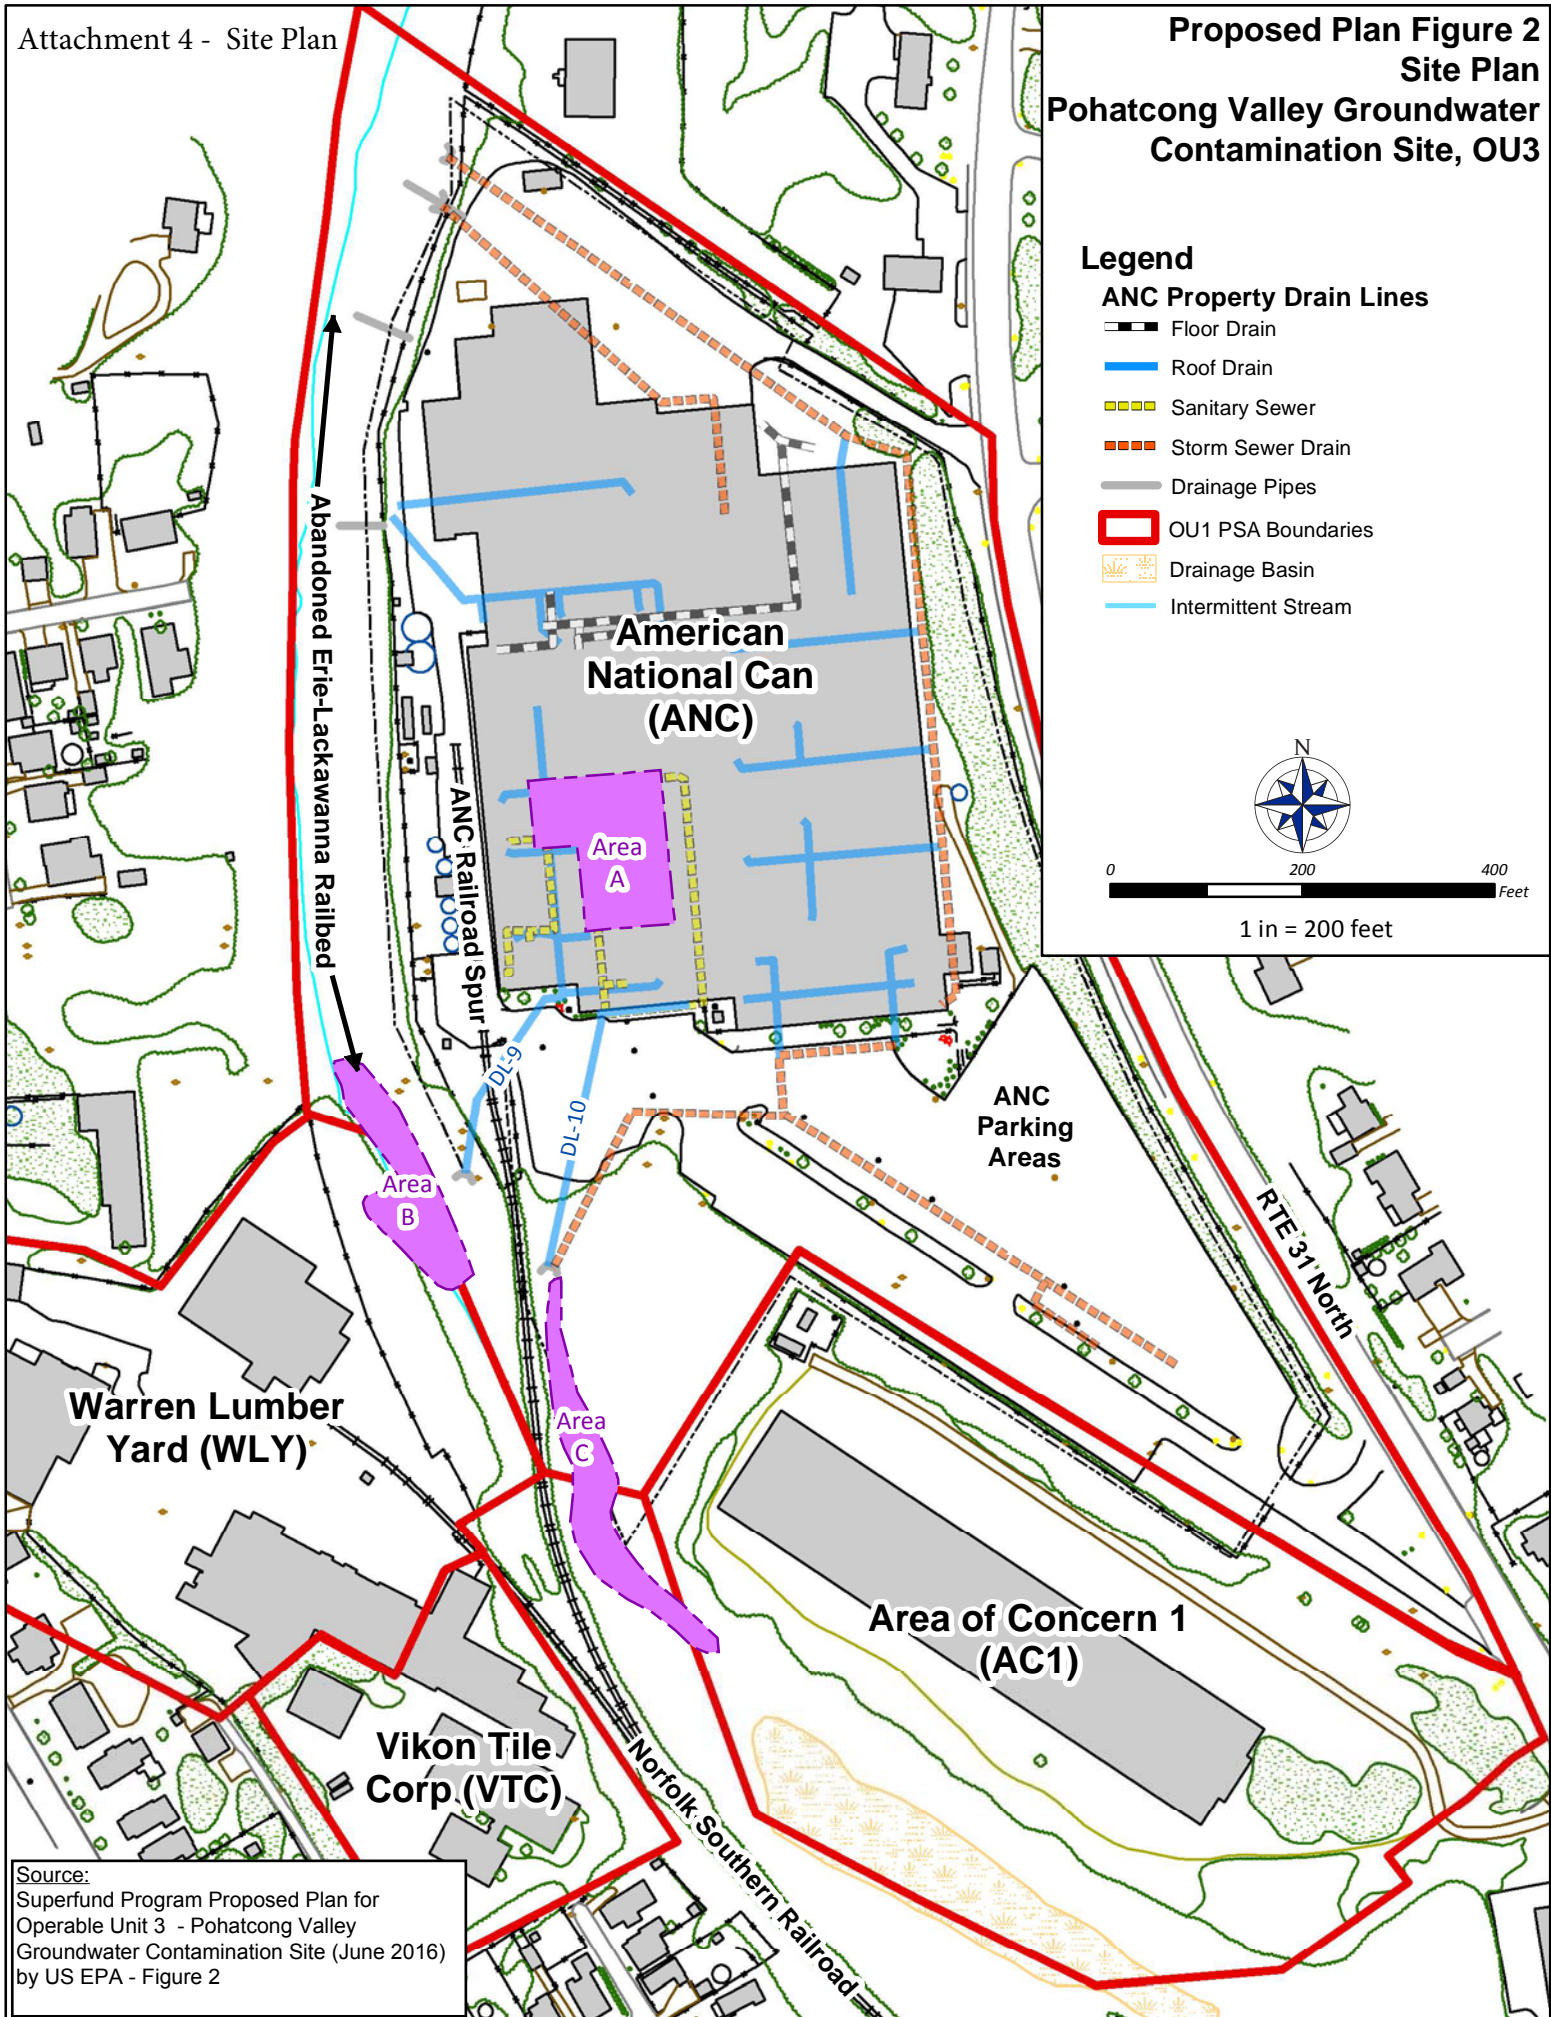 Attachment 4 - Site Plan
Proposed Plan Figure 2
Site Plan
Pohatcong Valley Groundwater
Contamination Site, OU3
Legend
ANC Property Drain Lines
Floor Drain
Roof Drain
Sanitary Sewer
Storm Sewer Drain
Drainage Pipes
OU1 PSA Boundaries
Drainage Basin
Intermittent Stream
N
0 200 400
Feet
1 in = 200 feet
Abandoned Erie-Lackawanna Railbed
American
National Can
(ANC)
ANC Railroad Spur
Area
A
DL-9
DL-10
ANC
Parking
Areas
Area
B
RTE 31 North
Area
C
Warren Lumber
Yard (WLY)
Area of Concern 1
(AC1)
Vikon Tile
Corp (VTC)
Norfolk Southern Railroad
Source:
Superfund Program Proposed Plan for
Operable Unit 3 - Pohatcong Valley
Groundwater Contamination Site (June 2016)
by US EPA - Figure 2